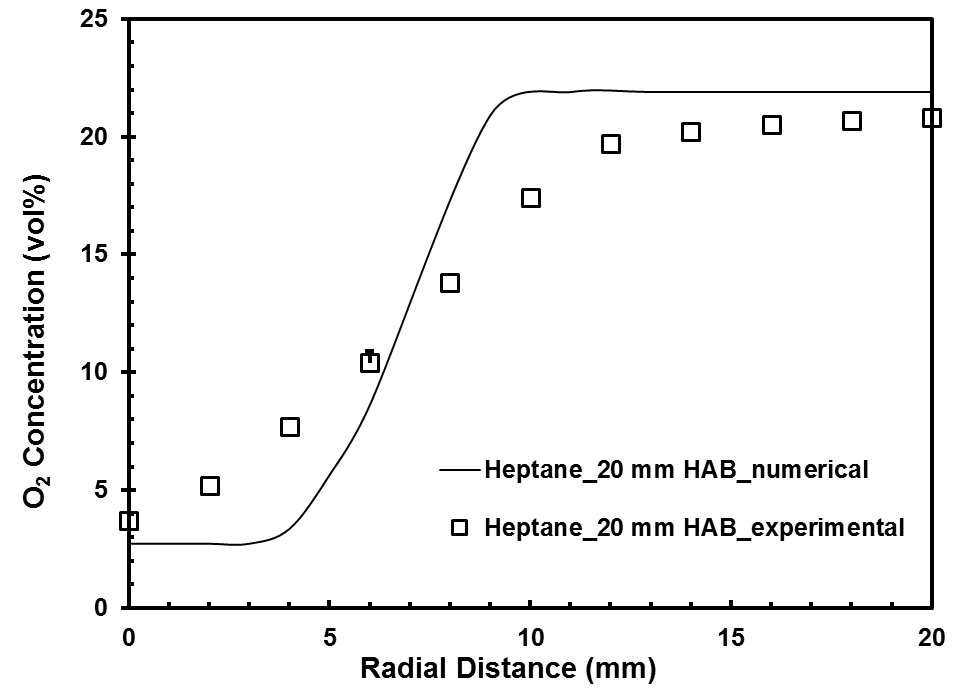 25
20
15
10
5
0
O₂ Concentration (vol%)
Heptane_20 mm HAB_numerical
Heptane_20 mm HAB_experimental
0 5 10 15 20
Radial Distance (mm)